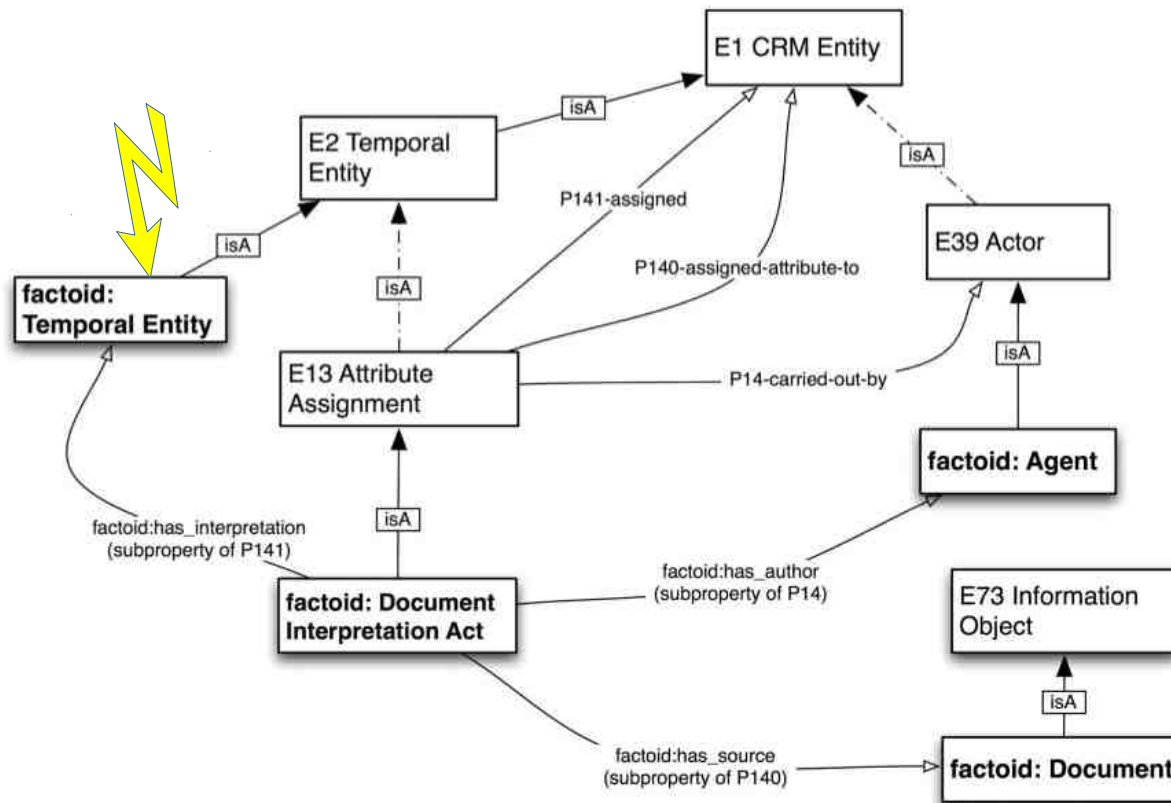 E1 CRM Entity
isA
E2 Temporal
Entity
isA
P141-assigned
E39 Actor
isA
P140-assigned-attribute-to
factoid:
Temporal Entity
isA
isA
E13 Attribute
Assignment
P14-carried-out-by
factoid: Agent
isA
factoid:has_interpretation
(subproperty of P141)
factoid:has_author
(subproperty of P14)
factoid: Document
Interpretation Act
E73 Information
Object
isA
factoid:has_source
(subproperty of P140)
factoid: Document